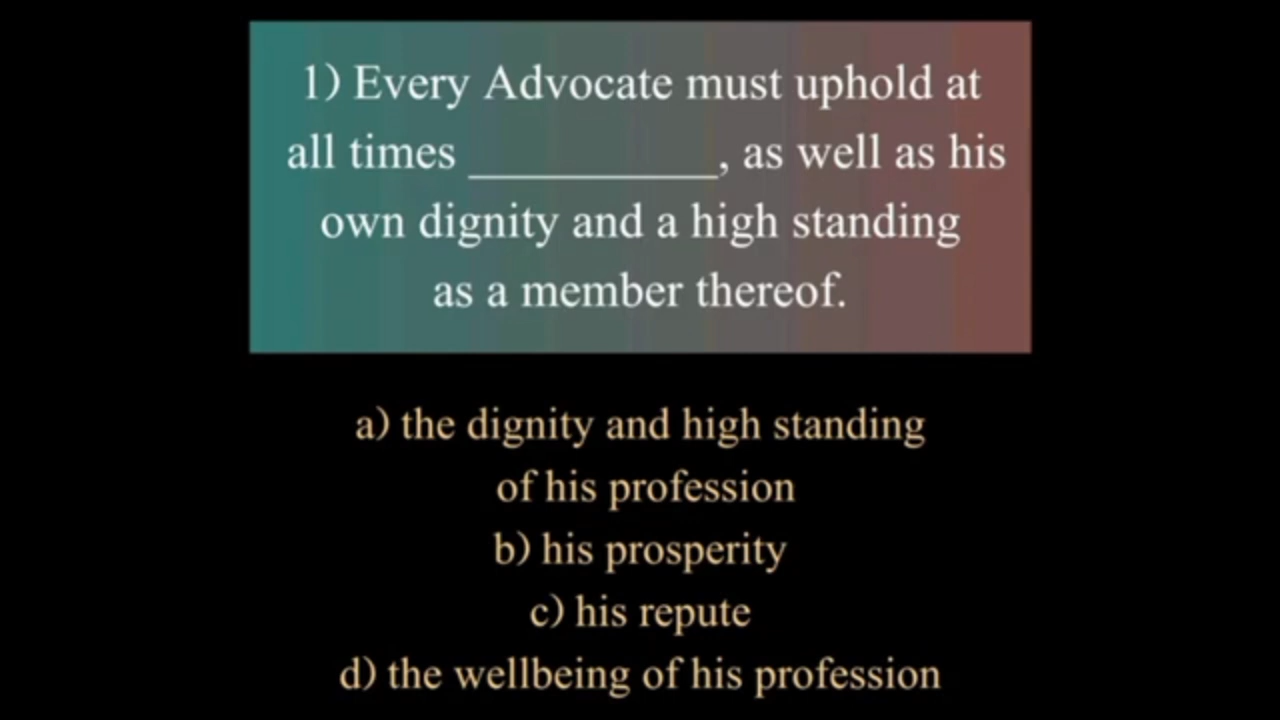 1) Every Advocate must uphold at
all times ___________, as well as his
own dignity and a high standing
as a member thereof.
a) the dignity and high standing
of his profession
b) his prosperity
c) his repute
d) the wellbeing of his profession